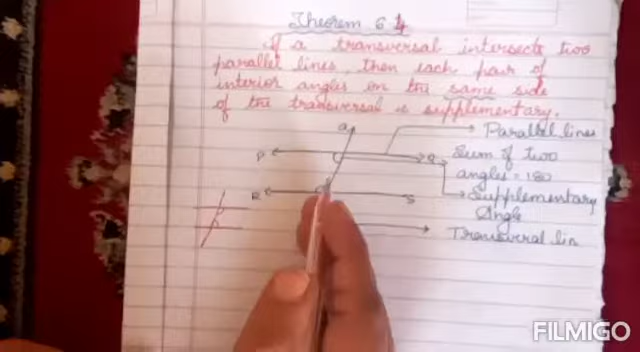 Theorem 6.4
If a transversal intersects two
parallel lines, then each pair of
interior angles on the same side
of the transversal is supplementary.
a
Parallel lines
P
Q
Sum of two
angles = 180
R
S
Supplementary
Angle
Transversal lin
FILMIGO